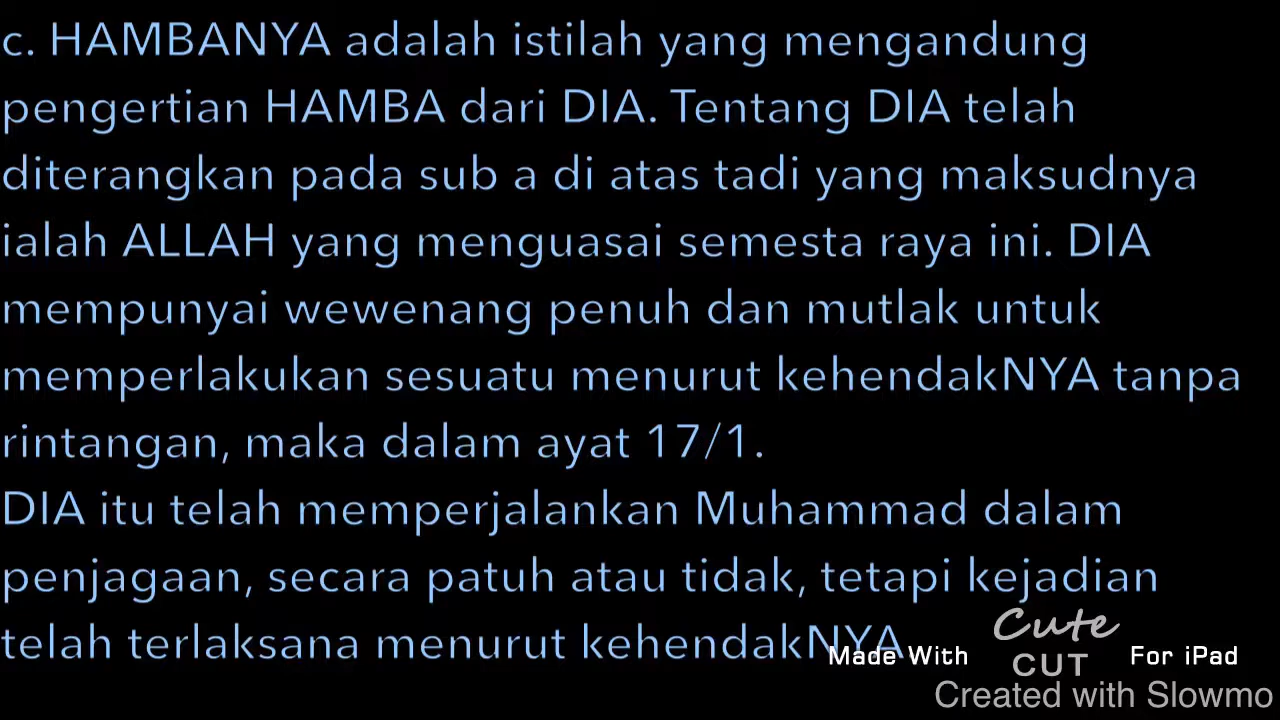 c. HAMBANYA adalah istilah yang mengandung
pengertian HAMBA dari DIA. Tentang DIA telah
diterangkan pada sub a di atas tadi yang maksudnya
ialah ALLAH yang menguasai semesta raya ini. DIA
mempunyai wewenang penuh dan mutlak untuk
memperlakukan sesuatu menurut kehendakNYA tanpa
rintangan, maka dalam ayat 17/1.
DIA itu telah memperjalankan Muhammad dalam
penjagaan, secara patuh atau tidak, tetapi kejadian
telah terlaksana menurut kehendakNYA
Made With Cute CUT For iPad
Created with Slowmo